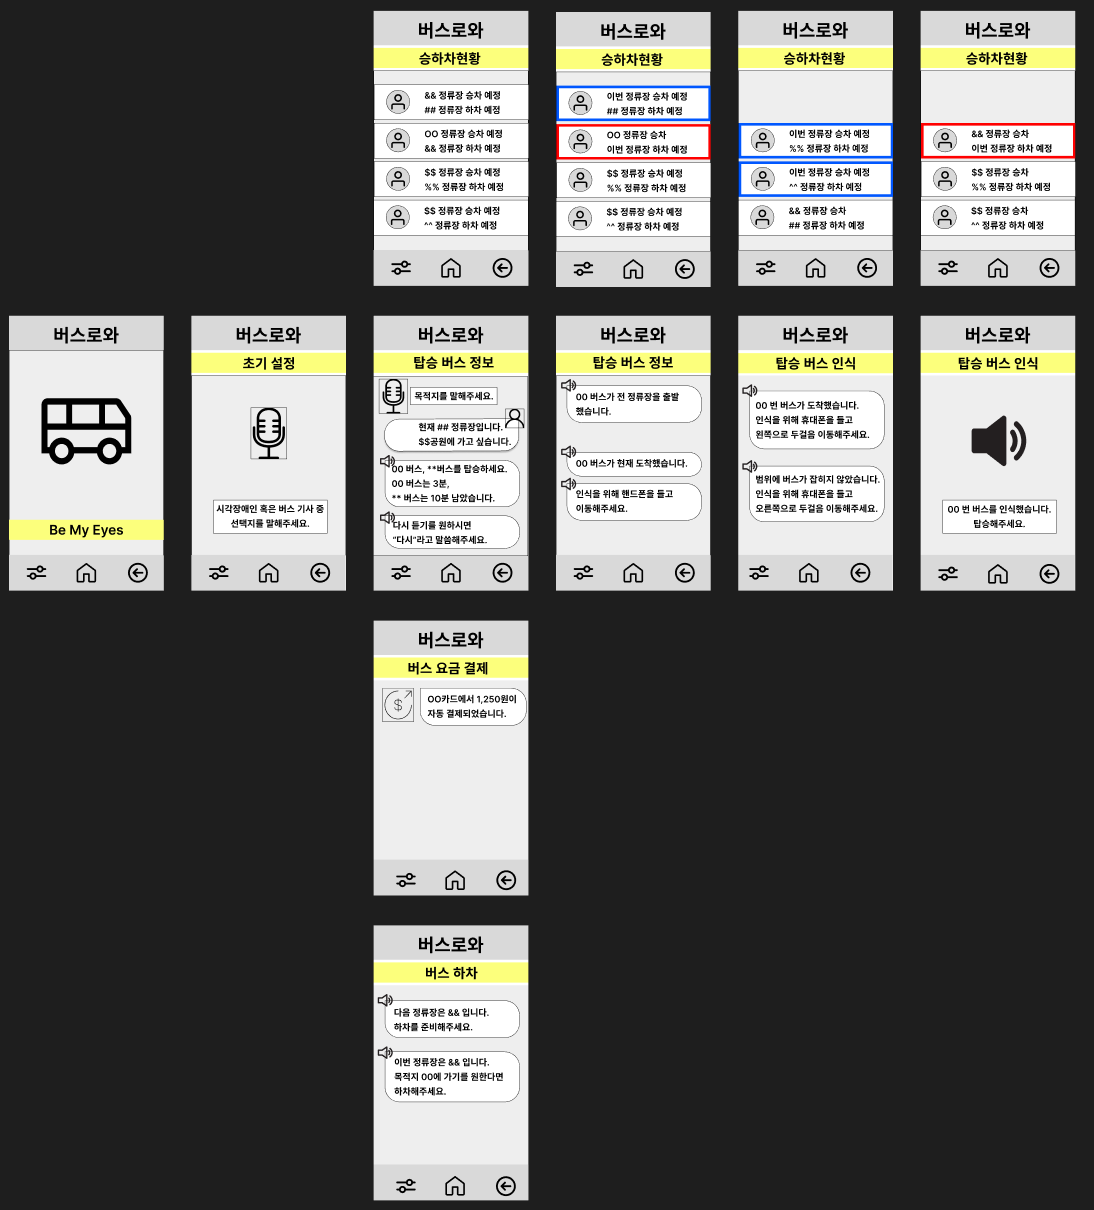 버스로와
승하차현황
&& 정류장 승차 예정
## 정류장 하차 예정
OO 정류장 승차 예정
&& 정류장 하차 예정
$$ 정류장 승차 예정
%% 정류장 하차 예정
$$ 정류장 승차 예정
^^ 정류장 하차 예정
버스로와
승하차현황
이번 정류장 승차 예정
## 정류장 하차 예정
OO 정류장 승차
이번 정류장 하차 예정
$$ 정류장 승차 예정
%% 정류장 하차 예정
$$ 정류장 승차 예정
^^ 정류장 하차 예정
버스로와
승하차현황
이번 정류장 승차 예정
%% 정류장 하차 예정
이번 정류장 승차 예정
^^ 정류장 하차 예정
&& 정류장 승차
## 정류장 하차 예정
버스로와
승하차현황
&& 정류장 승차
이번 정류장 하차 예정
$$ 정류장 승차
%% 정류장 하차 예정
$$ 정류장 승차
^^ 정류장 하차 예정
버스로와
Be My Eyes
버스로와
초기 설정
시각장애인 혹은 버스 기사 중
선택지를 말해주세요.
버스로와
탑승 버스 정보
목적지를 말해주세요.
현재 ## 정류장입니다.
$$공원에 가고 싶습니다.
00 버스, **버스를 탑승하세요.
00 버스는 3분,
** 버스는 10분 남았습니다.
다시 듣기를 원하시면
“다시”라고 말씀해주세요.
버스로와
탑승 버스 정보
00 버스가 전 정류장을 출발
했습니다.
00 버스가 현재 도착했습니다.
인식을 위해 핸드폰을 들고
이동해주세요.
버스로와
탑승 버스 인식
00 번 버스가 도착했습니다.
인식을 위해 휴대폰을 들고
왼쪽으로 두걸음 이동해주세요.
범위에 버스가 잡히지 않았습니다.
인식을 위해 휴대폰을 들고
오른쪽으로 두걸음 이동해주세요.
버스로와
탑승 버스 인식
00 번 버스를 인식했습니다.
탑승해주세요.
버스로와
버스 요금 결제
OO카드에서 1,250원이
자동 결제되었습니다.
버스로와
버스 하차
다음 정류장은 && 입니다.
하차를 준비해주세요.
이번 정류장은 && 입니다.
목적지 00에 가기를 원한다면
하차해주세요.